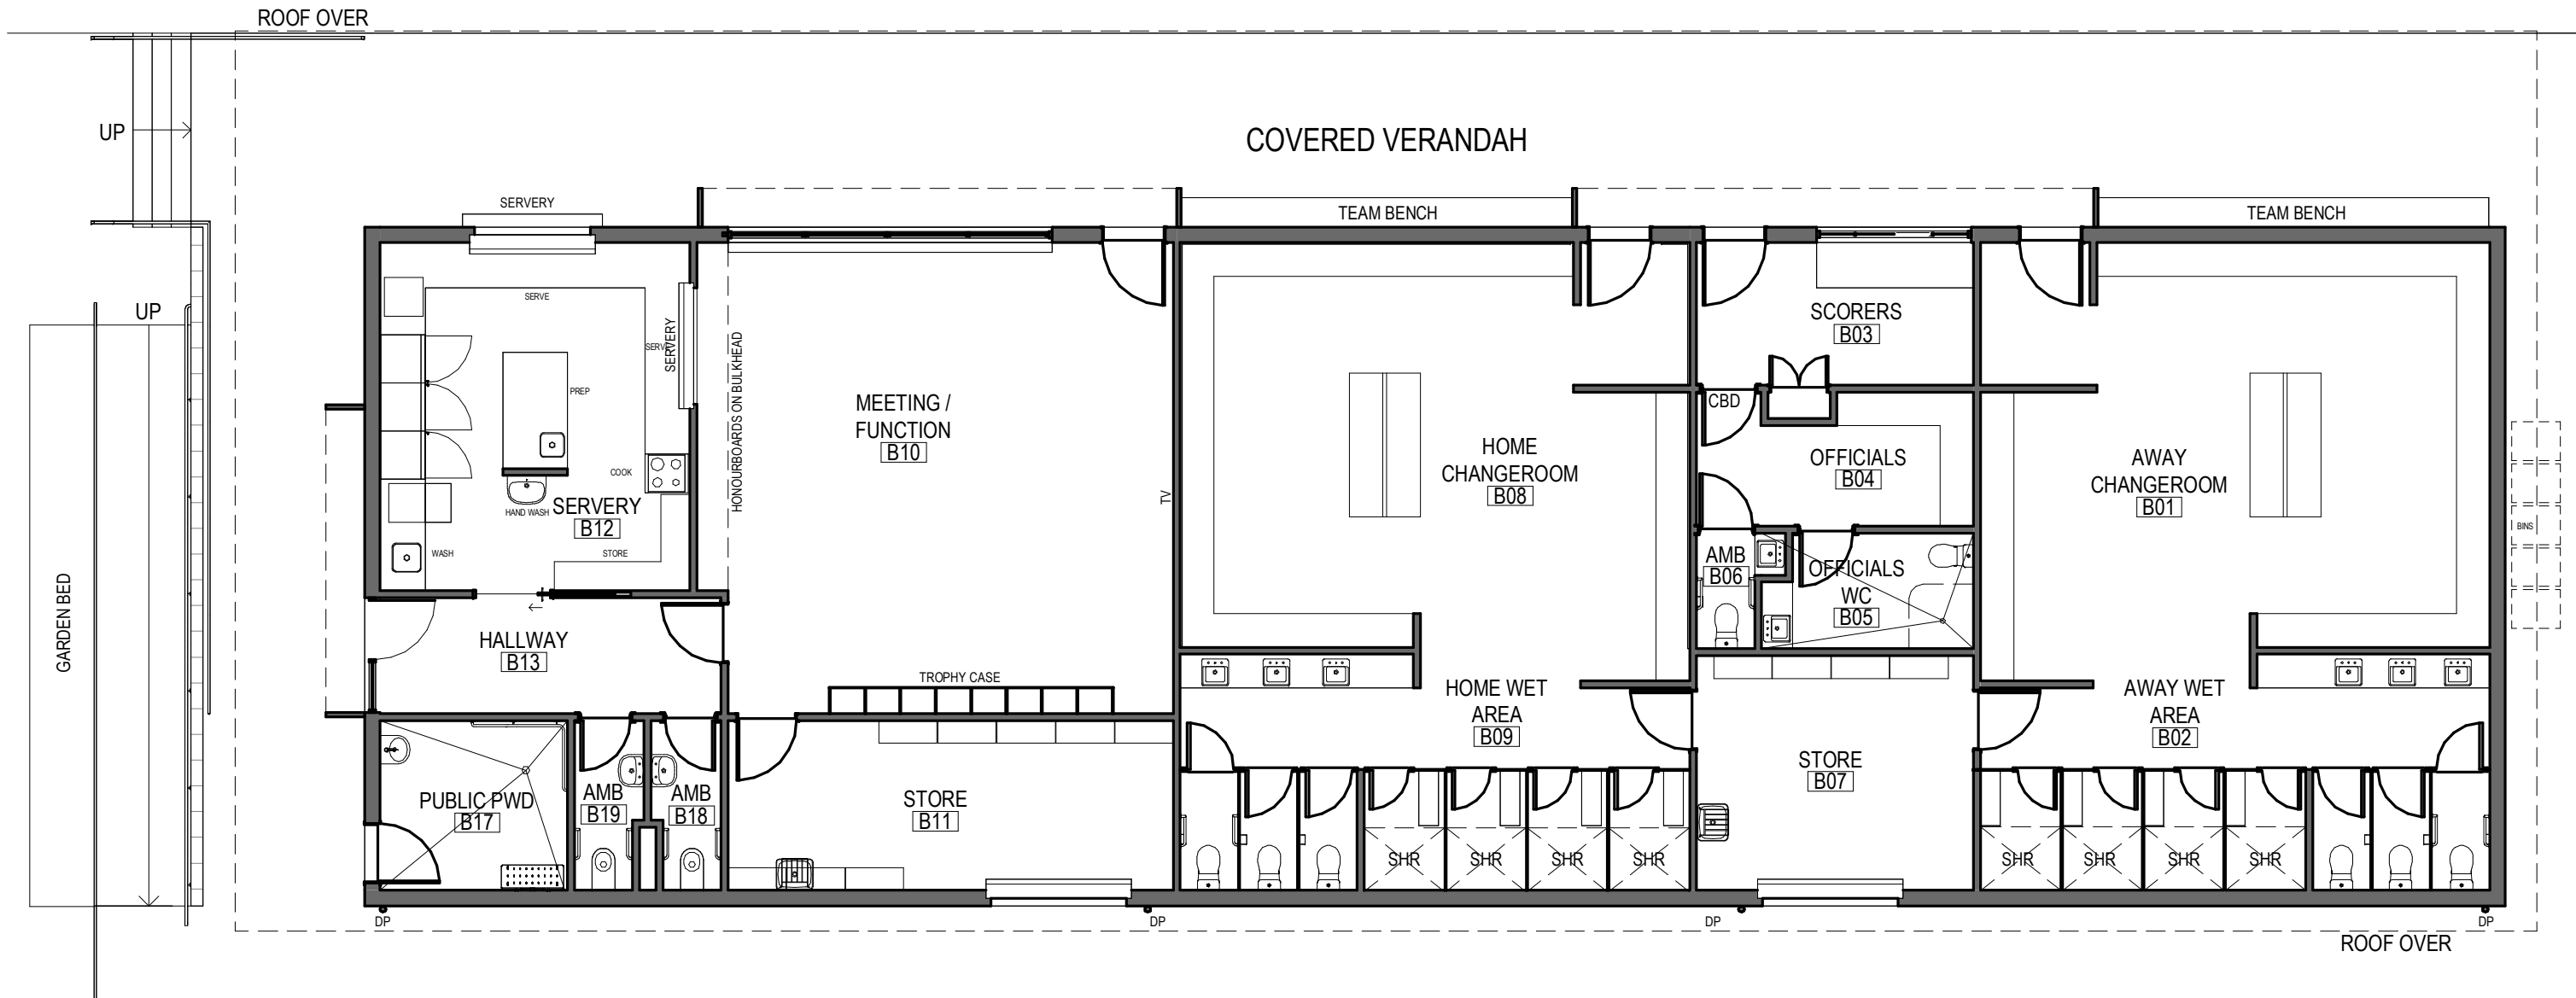 ROOF OVER
UP
COVERED VERANDAH
SERVERY
TEAM BENCH
TEAM BENCH
UP
SERVE
SERVE
SERVERY
PREP
COOK
HAND WASH
SERVERY
B12
WASH
STORE
HONOURBOARDS ON BULKHEAD
MEETING /
FUNCTION
B10
TV
HOME
CHANGEROOM
B08
SCORERS
B03
CBD
OFFICIALS
B04
AMB
B06
OFFICIALS
WC
B05
AWAY
CHANGEROOM
B01
BINS
GARDEN BED
HALLWAY
B13
TROPHY CASE
HOME WET
AREA
B09
AWAY WET
AREA
B02
PUBLIC PWD
B17
AMB
B19
AMB
B18
STORE
B11
STORE
B07
SHR
SHR
SHR
SHR
SHR
SHR
SHR
SHR
DP
DP
DP
DP
ROOF OVER